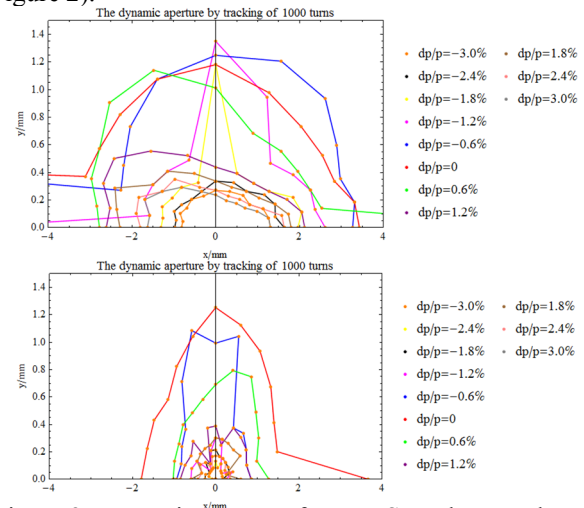 The dynamic aperture by tracking of 1000 turns
y/mm
1.4
1.2
1.0
0.8
0.6
0.4
0.2
0.0
−4 −2 0 2 4
x/mm
dp/p=−3.0% dp/p=1.8%
dp/p=−2.4% dp/p=2.4%
dp/p=−1.8% dp/p=3.0%
dp/p=−1.2%
dp/p=−0.6%
dp/p=0
dp/p=0.6%
dp/p=1.2%
The dynamic aperture by tracking of 1000 turns
y/mm
1.4
1.2
1.0
0.8
0.6
0.4
0.2
0.0
−4 −2 0 2 4
x/mm
dp/p=−3.0% dp/p=1.8%
dp/p=−2.4% dp/p=2.4%
dp/p=−1.8% dp/p=3.0%
dp/p=−1.2%
dp/p=−0.6%
dp/p=0
dp/p=0.6%
dp/p=1.2%